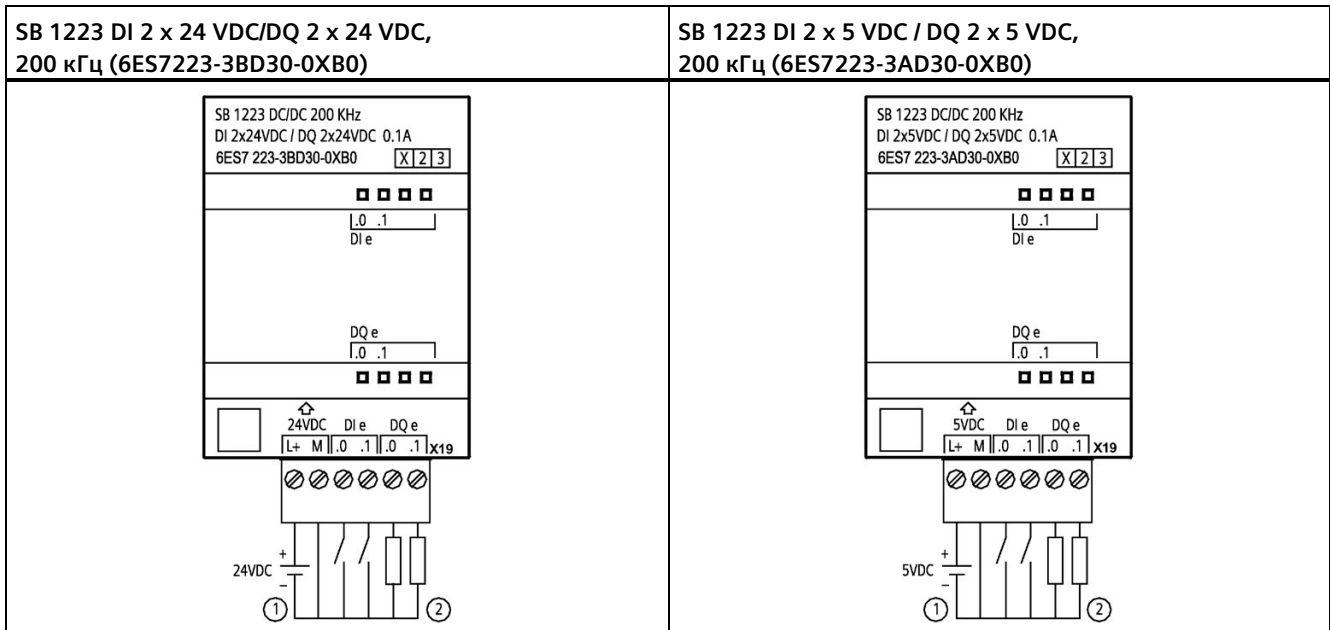 SB 1223 DI 2 x 24 VDC/DQ 2 x 24 VDC,
200 кГц (6ES7223-3BD30-0XB0)
SB 1223 DI 2 x 5 VDC / DQ 2 x 5 VDC,
200 кГц (6ES7223-3AD30-0XB0)
SB 1223 DC/DC 200 KHz
DI 2x24VDC / DQ 2x24VDC 0.1A
6ES7 223-3BD30-0XB0 X 2 3
.0 .1
DI e
DQ e
.0 .1
24VDC DI e DQ e
L+ M .0 .1 .0 .1 X19
+
24VDC
–
1 2
SB 1223 DC/DC 200 KHz
DI 2x5VDC / DQ 2x5VDC 0.1A
6ES7 223-3AD30-0XB0 X 2 3
.0 .1
DI e
DQ e
.0 .1
5VDC DI e DQ e
L+ M .0 .1 .0 .1 X19
+
5VDC
–
1 2